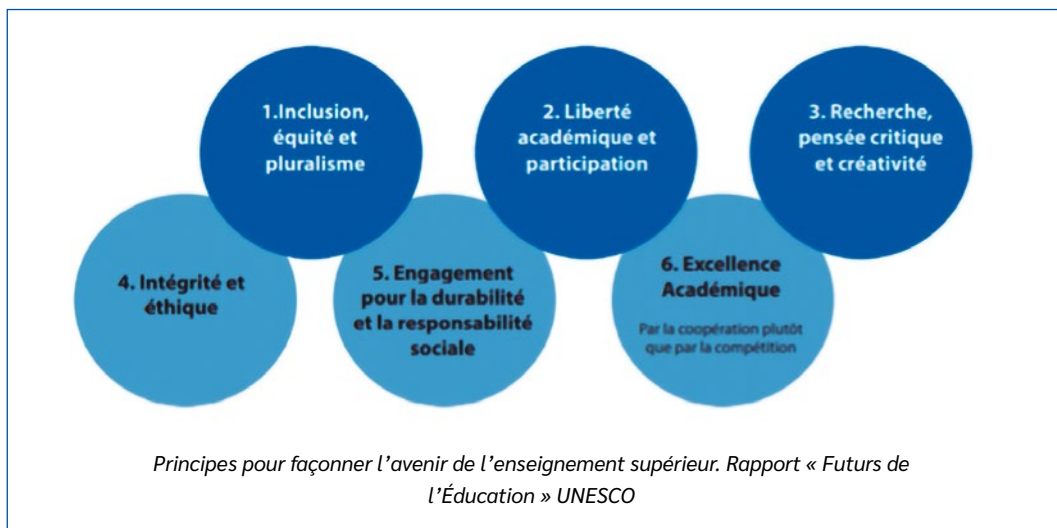 1.Inclusion,
équité et
pluralisme
2. Liberté
académique et
participation
3. Recherche,
pensée critique
et créativité
4. Intégrité et
éthique
5. Engagement
pour la durabilité
et la responsabilité
sociale
6. Excellence
Académique
Par la coopération plutôt
que par la compétition
Principes pour façonner l’avenir de l’enseignement supérieur. Rapport « Futurs de
l’Éducation » UNESCO